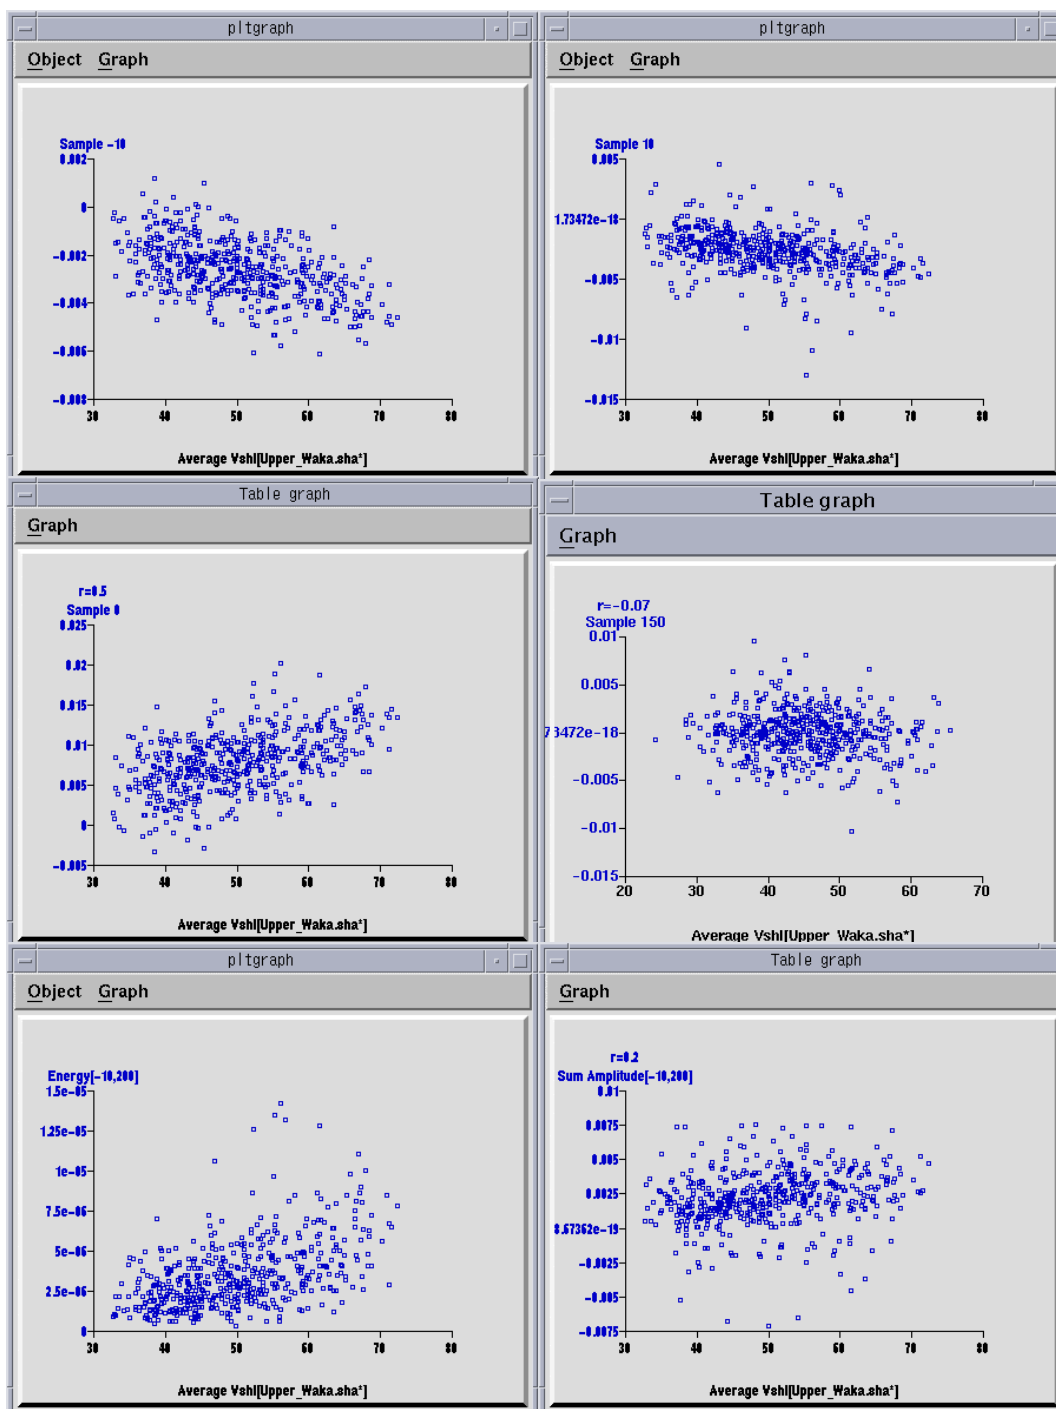 pltgraph
Object Graph
Sample -10
0.002
0
-0.002
-0.004
-0.006
-0.008
30 40 50 60 70 80
Average Vshl[Upper_Waka.sha*]
pltgraph
Object Graph
Sample 10
0.005
1.73472e-18
-0.005
-0.01
-0.015
30 40 50 60 70 80
Average Vshl[Upper_Waka.sha*]
Table graph
Graph
r=0.5
Sample 0
0.025
0.02
0.015
0.01
0.005
0
-0.005
30 40 50 60 70 80
Average Vshl[Upper_Waka.sha*]
Table graph
Graph
r=-0.07
Sample 150
0.01
0.005
73472e-18
-0.005
-0.01
-0.015
20 30 40 50 60 70
Average Vshl[Upper_Waka.sha*]
pltgraph
Object Graph
Energy[-10,200]
1.5e-05
1.25e-05
1e-05
7.5e-06
5e-06
2.5e-06
0
30 40 50 60 70 80
Average Vshl[Upper_Waka.sha*]
Table graph
Graph
r=0.2
Sum Amplitude[-10,200]
0.01
0.0075
0.005
0.0025
8.67362e-19
-0.0025
-0.005
-0.0075
30 40 50 60 70 80
Average Vshl[Upper_Waka.sha*]